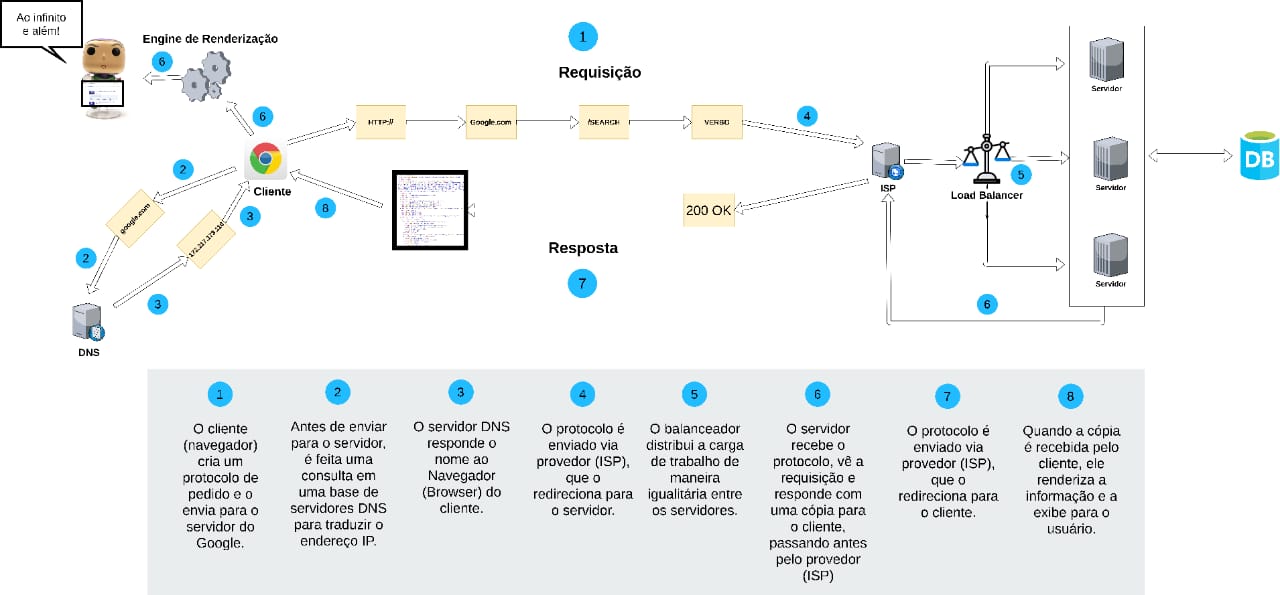 Ao infinito
e além!
Engine de Renderização
6
6
1
Requisição
HTTP://
Google.com
/SEARCH
VERBO
4
Servidor
Servidor
Servidor
DB
ISP
5
Load Balancer
Cliente
2
google.com
2
3
172.217.173.114
3
DNS
8
200 OK
Resposta
7
6
1
O cliente
(navegador)
cria um
protocolo de
pedido e o
envia para o
servidor do
Google.
2
Antes de enviar
para o servidor,
é feita uma
consulta em
uma base de
servidores DNS
para traduzir o
endereço IP.
3
O servidor DNS
responde o
nome ao
Navegador
(Browser) do
cliente.
4
O protocolo é
enviado via
provedor (ISP),
que o
redireciona para
o servidor.
5
O balanceador
distribui a carga
de trabalho de
maneira
igualitária entre
os servidores.
6
O servidor
recebe o
protocolo, vê a
requisição e
responde com
uma cópia para
o cliente,
passando antes
pelo provedor
(ISP)
7
O protocolo é
enviado via
provedor (ISP),
que o
redireciona para
o cliente.
8
Quando a cópia
é recebida pelo
cliente, ele
renderiza a
informação e a
exibe para o
usuário.